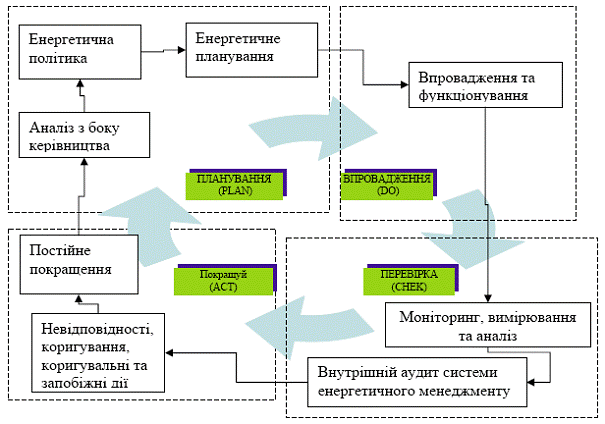 Енергетична
політика
Енергетичне
планування
Впровадження та
функціонування
Аналіз з боку
керівництва
ПЛАНУВАННЯ
(PLAN)
ВПРОВАДЖЕННЯ
(DO)
Постійне
покращення
Покращуй
(ACT)
ПЕРЕВІРКА
(CHEK)
Моніторинг, вимірювання
та аналіз
Невідповідності,
коригування,
коригувальні та
запобіжні дії
Внутрішній аудит системи
енергетичного менеджменту